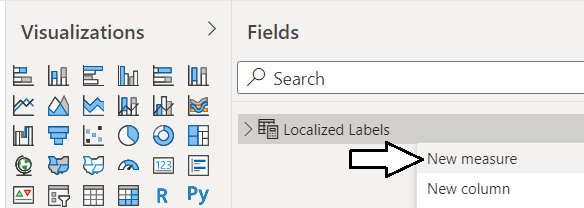 Visualizations
Fields
Search
Localized Labels
New measure
New column
123
R
Py